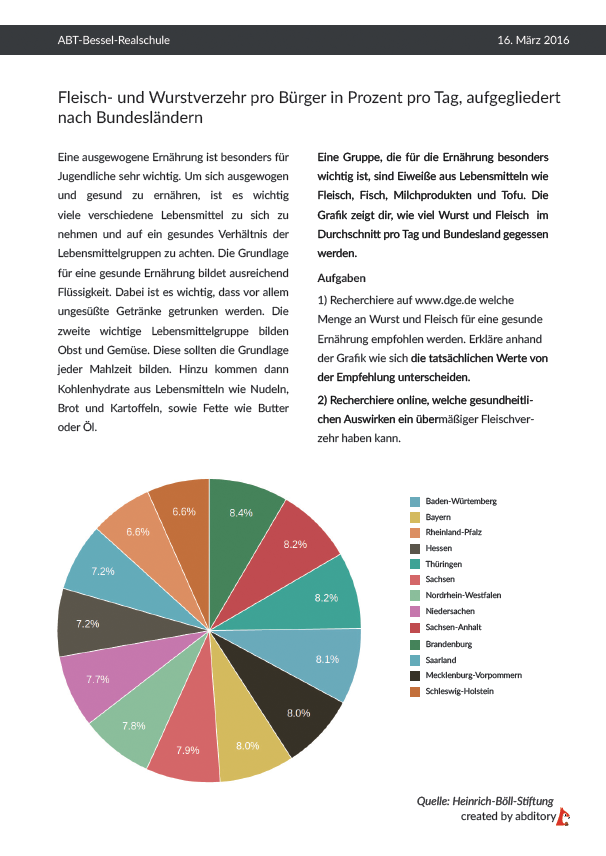 ABT-Bessel-Realschule
16. März 2016
Fleisch- und Wurstverzehr pro Bürger in Prozent pro Tag, aufgegliedert
nach Bundesländern
Eine ausgewogene Ernährung ist besonders für
Jugendliche sehr wichtig. Um sich ausgewogen
und gesund zu ernähren, ist es wichtig
viele verschiedene Lebensmittel zu sich zu
nehmen und auf ein gesundes Verhältnis der
Lebensmittelgruppen zu achten. Die Grundlage
für eine gesunde Ernährung bildet ausreichend
Flüssigkeit. Dabei ist es wichtig, dass vor allem
ungesüßte Getränke getrunken werden. Die
zweite wichtige Lebensmittelgruppe bilden
Obst und Gemüse. Diese sollten die Grundlage
jeder Mahlzeit bilden. Hinzu kommen dann
Kohlenhydrate aus Lebensmitteln wie Nudeln,
Brot und Kartoffeln, sowie Fette wie Butter
oder Öl.
Eine Gruppe, die für die Ernährung besonders
wichtig ist, sind Eiweiße aus Lebensmitteln wie
Fleisch, Fisch, Milchprodukten und Tofu. Die
Grafik zeigt dir, wie viel Wurst und Fleisch im
Durchschnitt pro Tag und Bundesland gegessen
werden.
Aufgaben
1) Recherchiere auf www.dge.de welche
Menge an Wurst und Fleisch für eine gesunde
Ernährung empfohlen werden. Erkläre anhand
der Grafik wie sich die tatsächlichen Werte von
der Empfehlung unterscheiden.
2) Recherchiere online, welche gesundheitli-
chen Auswirken ein übermäßiger Fleischver-
zehr haben kann.
8.4%
8.2%
8.2%
8.1%
8.0%
8.0%
7.9%
7.8%
7.7%
7.2%
7.2%
6.6%
6.6%
Baden-Würtemberg
Bayern
Rheinland-Pfalz
Hessen
Thüringen
Sachsen
Nordrhein-Westfalen
Niedersachen
Sachsen-Anhalt
Brandenburg
Saarland
Mecklenburg-Vorpommern
Schleswig-Holstein
Quelle: Heinrich-Böll-Stiftung
created by abditory